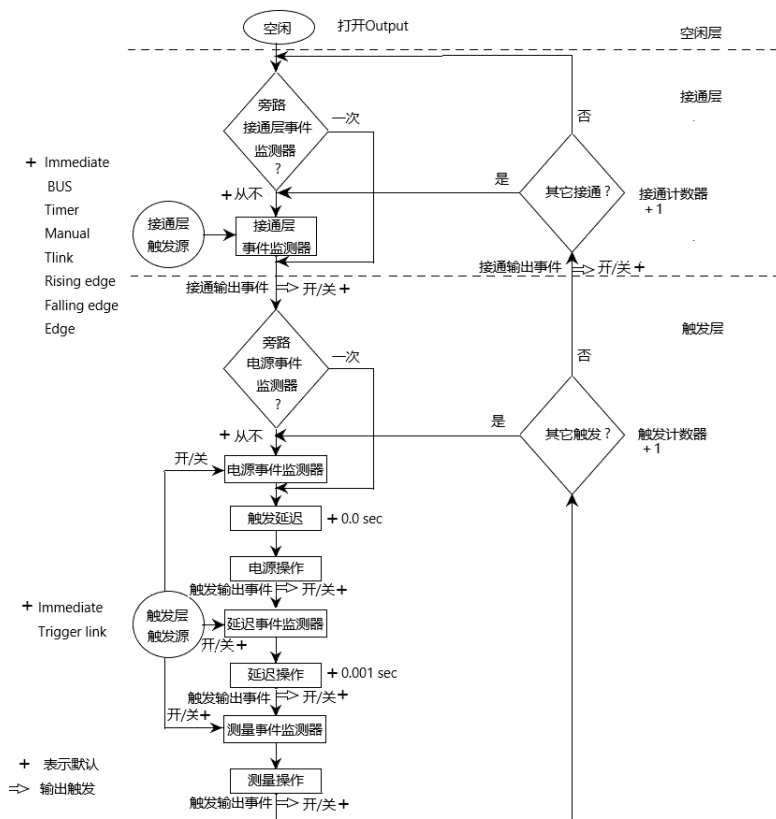 空闲
打开Output
空闲层
旁路
接通层事件
监测器
?
一次
接通层
否
+ Immediate
BUS
Timer
Manual
Tlink
Rising edge
Falling edge
Edge
+从不
是
其它接通?
接通计数器
+1
接通层
触发源
接通层
事件监测器
接通输出事件
开/关+
接通输出事件
开/关+
触发层
旁路
电源事件
监测器
?
一次
否
+从不
是
其它触发?
触发计数器
+1
开/关
电源事件监测器
触发延迟
+0.0 sec
电源操作
触发输出事件
开/关+
+ Immediate
Trigger link
触发层
触发源
开/关+
延迟事件监测器
延迟操作
+0.001 sec
触发输出事件
开/关+
开/关+
测量事件监测器
+ 表示默认
测量操作
输出触发
触发输出事件
开/关+